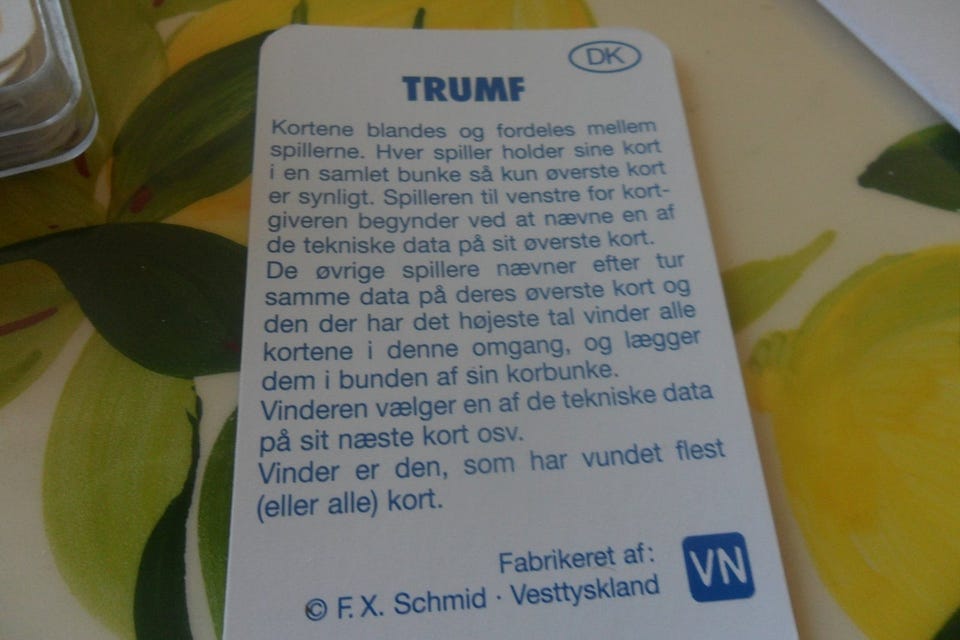 DK
TRUMF
Kortene blandes og fordeles mellem
spillerne. Hver spiller holder sine kort
i en samlet bunke så kun øverste kort
er synligt. Spilleren til venstre for kort-
giveren begynder ved at nævne en af
de tekniske data på sit øverste kort.
De øvrige spillere nævner efter tur
samme data på deres øverste kort og
den der har det højeste tal vinder alle
kortene i denne omgang, og lægger
dem i bunden af sin korbunke.
Vinderen vælger en af de tekniske data
på sit næste kort osv.
Vinder er den, som har vundet flest
(eller alle) kort.
Fabrikeret af:
© F. X. Schmid · Vesttyskland
VN